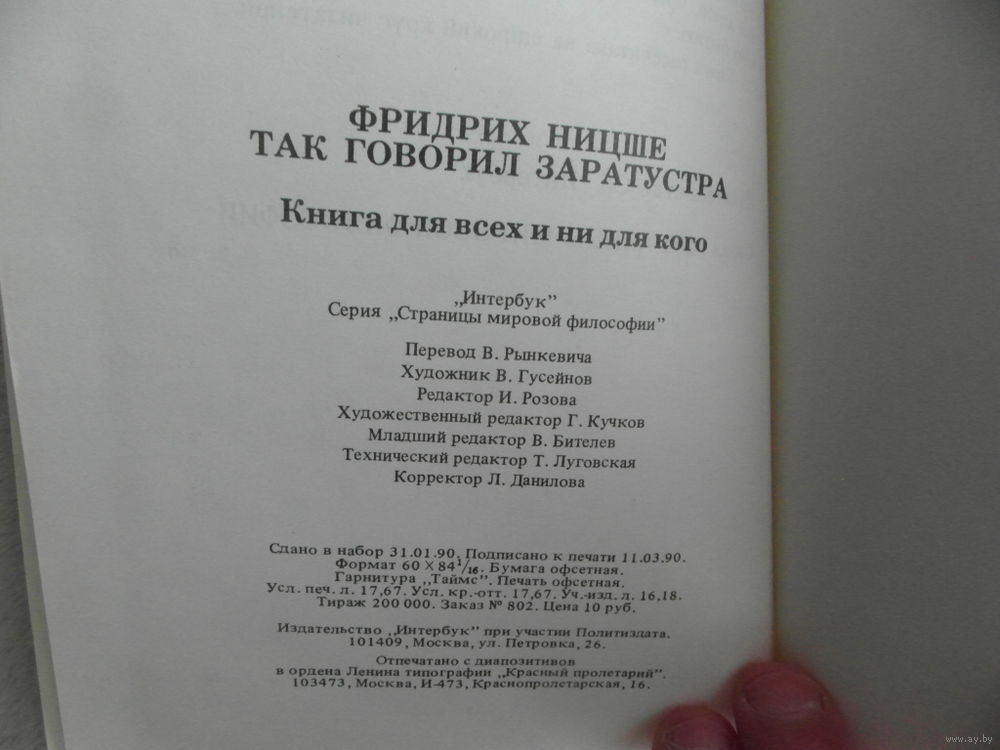 ФРИДРИХ НИЦШЕ
ТАК ГОВОРИЛ ЗАРАТУСТРА
Книга для всех и ни для кого
„Интербук”
Серия „Страницы мировой философии”
Перевод В. Рынкевича
Художник В. Гусейнов
Редактор И. Розова
Художественный редактор Г. Кучков
Младший редактор В. Бителев
Технический редактор Т. Луговская
Корректор Л. Данилова
Сдано в набор 31.01.90. Подписано к печати 11.03.90.
Формат 60 × 84 1/16. Бумага офсетная.
Гарнитура „Таймс”. Печать офсетная.
Усл. печ. л. 17,67. Усл. кр.-отт. 17,67. Уч.-изд. л. 16,18.
Тираж 200 000. Заказ № 802. Цена 10 руб.
Издательство „Интербук” при участии Политиздата.
101409, Москва, ул. Петровка, 26.
Отпечатано с диапозитивов
в ордена Ленина типографии „Красный пролетарий”.
103473, Москва, И-473, Краснопролетарская, 16.
www.ay.by